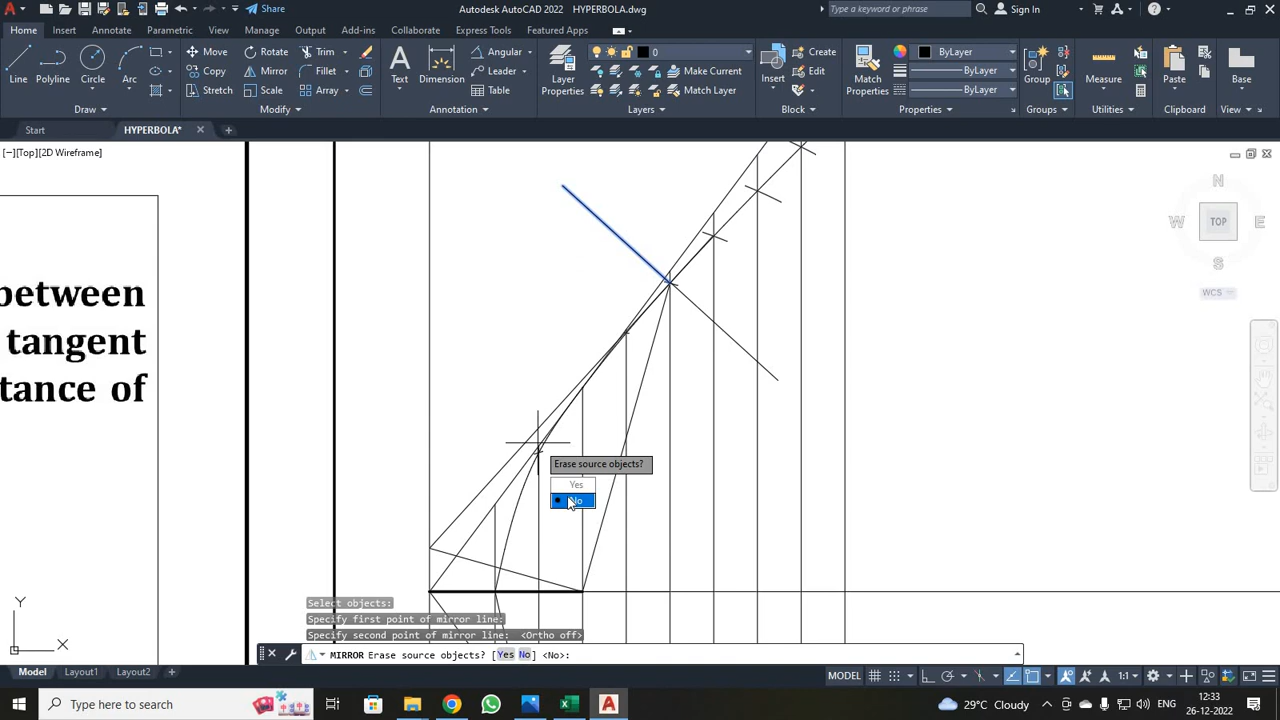 Share
Autodesk AutoCAD 2022 HYPERBOLA.dwg
Type a keyword or phrase
Sign In
Home Insert Annotate Parametric View Manage Output Add-ins Collaborate Express Tools Featured Apps
Line Polyline Circle Arc
Move Rotate Trim
Copy Mirror Fillet
Stretch Scale Array
Text Dimension
Angular
Leader
Table
Layer Properties
0
Make Current
Match Layer
Insert
Create
Edit
Match Properties
ByLayer
ByLayer
ByLayer
Group
Measure
Paste
Base
Draw Modify Annotation Layers Block Properties Groups Utilities Clipboard View
Start HYPERBOLA*
[−][Top][2D Wireframe]
N
W TOP E
S
WCS
between
tangent
tance of
Erase source objects?
Yes
No
Y
X
Select objects:
Specify first point of mirror line:
Specify second point of mirror line: <Ortho off>
MIRROR Erase source objects? [Yes No] <No>:
Model Layout1 Layout2
MODEL
1:1
Type here to search
29°C Cloudy
ENG
12:33
26-12-2022